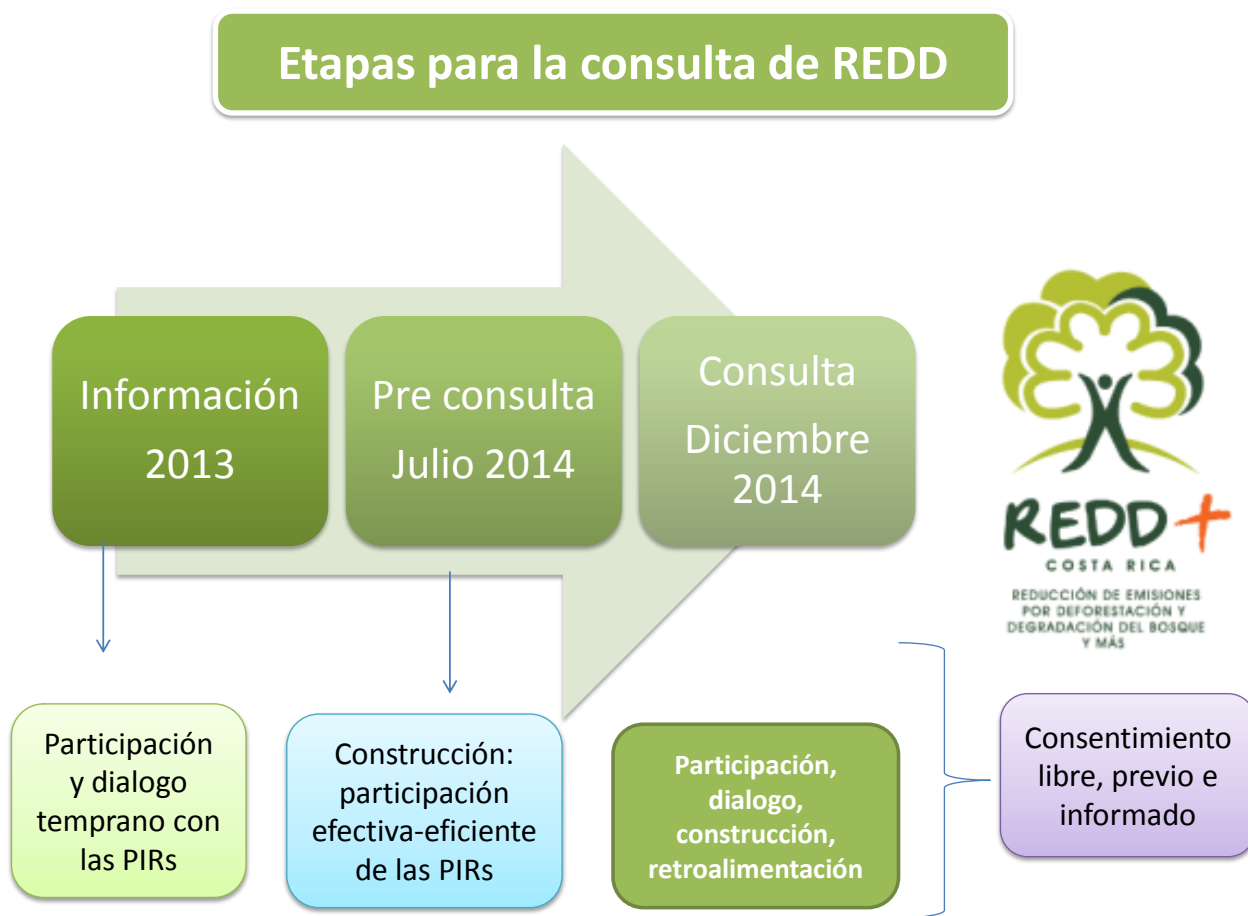 Etapas para la consulta de REDD
Información
2013
Pre consulta
Julio 2014
Consulta
Diciembre
2014
REDD+
COSTA RICA
REDUCCIÓN DE EMISIONES
POR DEFORESTACIÓN Y
DEGRADACIÓN DEL BOSQUE
Y MÁS
Participación
y dialogo
temprano con
las PIRs
Construcción:
participación
efectiva-eficiente
de las PIRs
Participación,
dialogo,
construcción,
retroalimentación
Consentimiento
libre, previo e
informado